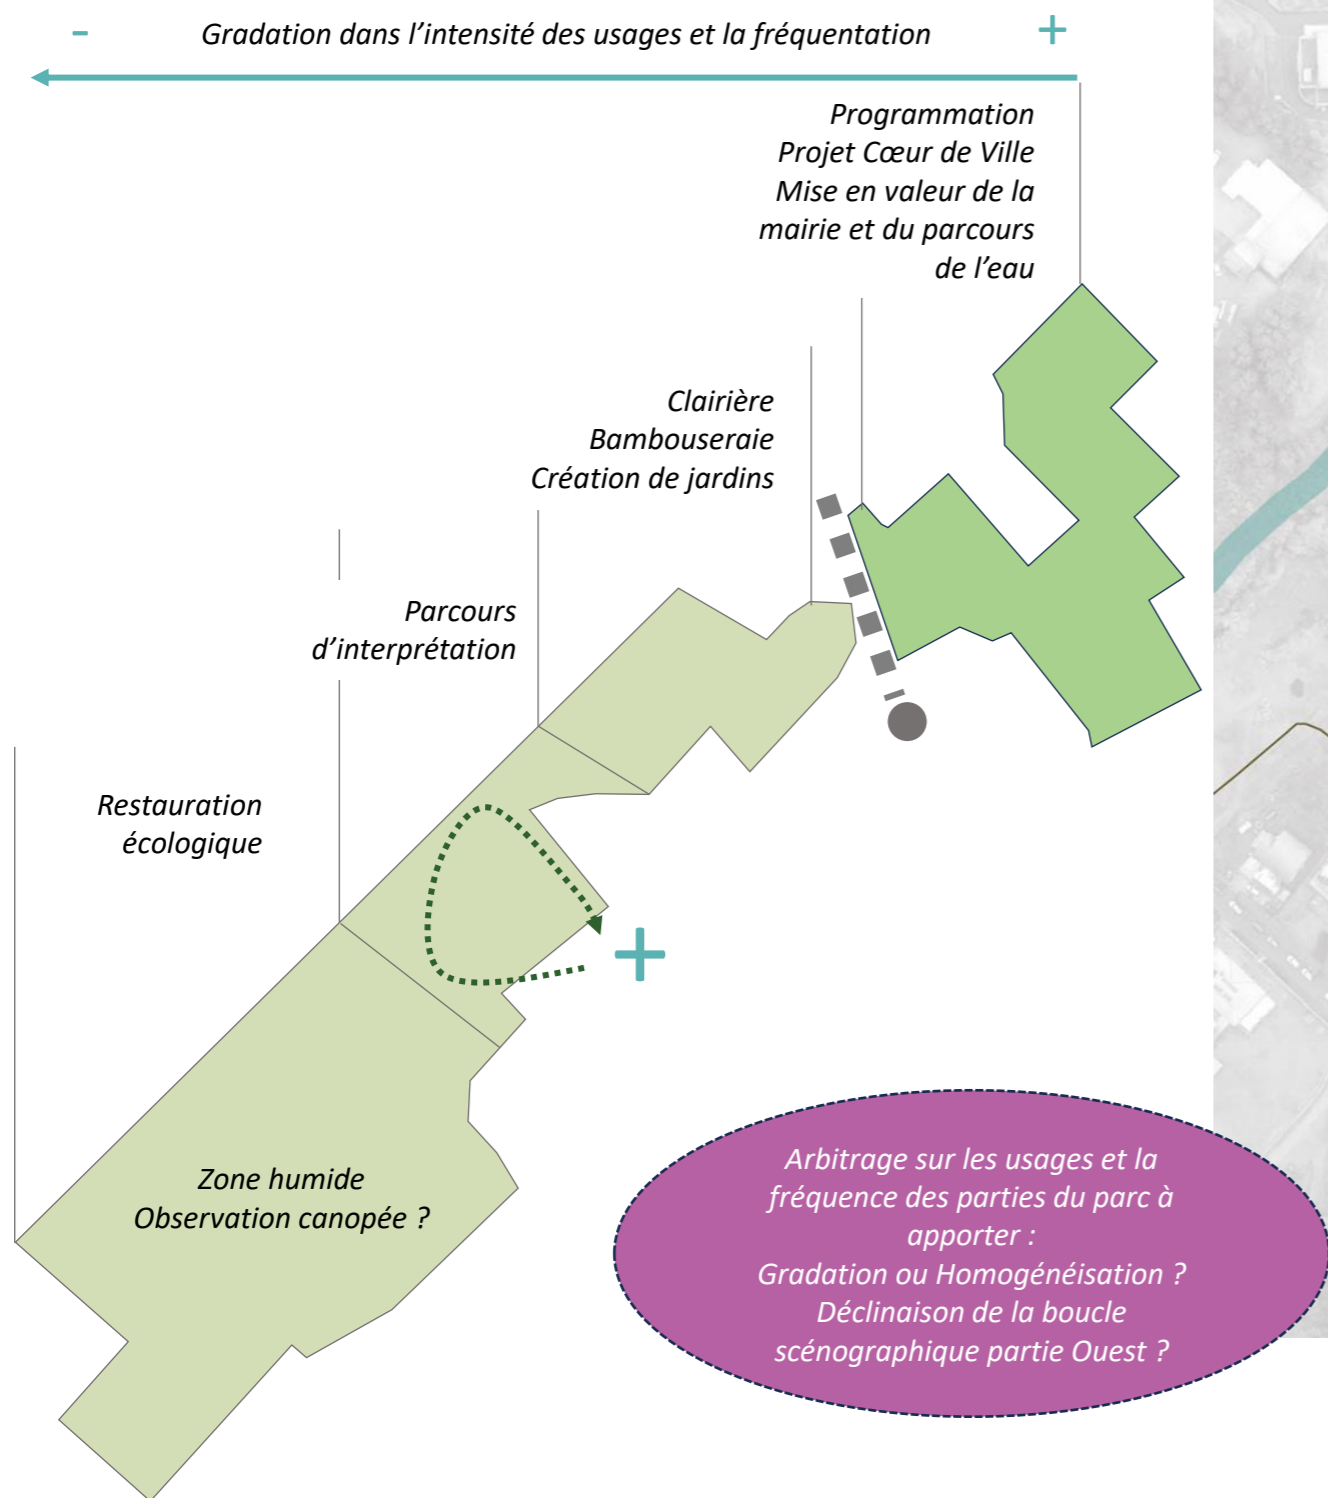 - Gradation dans l’intensité des usages et la fréquentation +
Programmation
Projet Cœur de Ville
Mise en valeur de la
mairie et du parcours
de l’eau
Clairière
Bambouseraie
Création de jardins
Parcours
d’interprétation
Restauration
écologique
+
Zone humide
Observation canopée ?
Arbitrage sur les usages et la
fréquence des parties du parc à
apporter :
Gradation ou Homogénéisation ?
Déclinaison de la boucle
scénographique partie Ouest ?